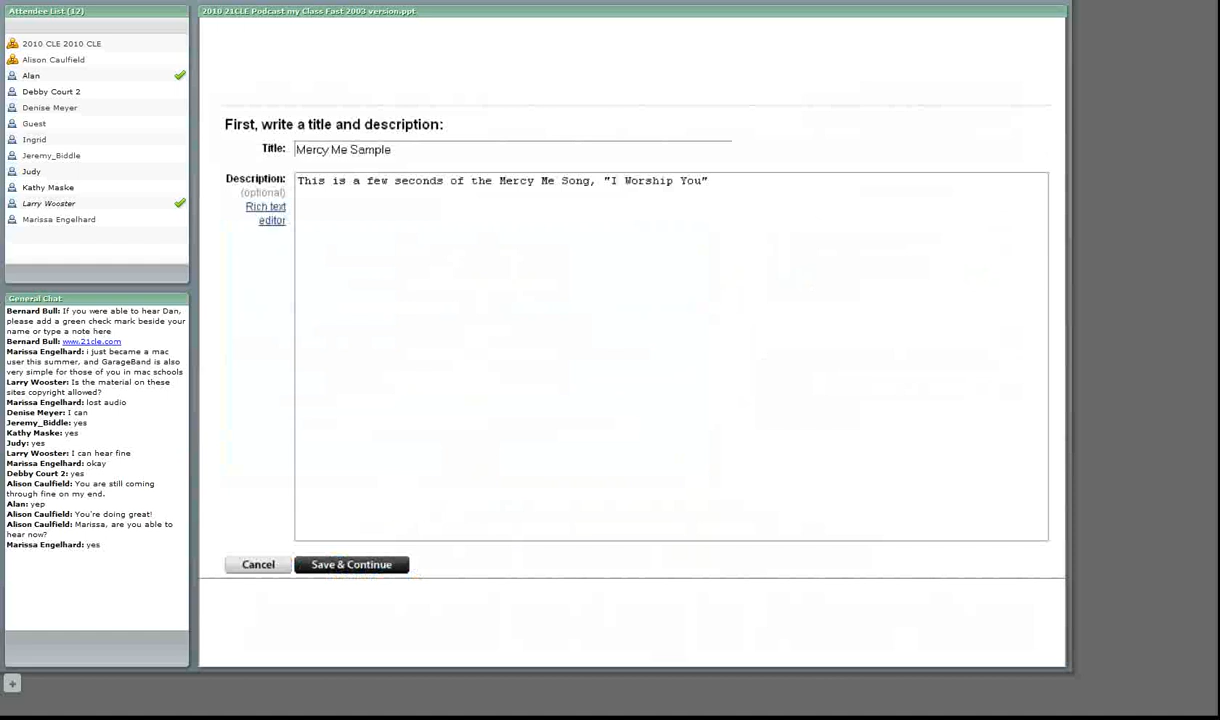 Attendee List (12)
2010 CLE 2010 CLE
Alison Caulfield
Alan
Debby Court 2
Denise Meyer
Guest
Ingrid
Jeremy_Biddle
Judy
Kathy Maske
Larry Wooster
Marissa Engelhard
General Chat
Bernard Bull: If you were able to hear Dan,
please add a green check mark beside your
name or type a note here
Bernard Bull: www.21cle.com
Marissa Engelhard: i just became a mac
user this summer, and GarageBand is also
very simple for those of you in mac schools
Larry Wooster: Is the material on these
sites copyright allowed?
Marissa Engelhard: lost audio
Denise Meyer: I can
Jeremy_Biddle: yes
Kathy Maske: yes
Judy: yes
Larry Wooster: I can hear fine
Marissa Engelhard: okay
Debby Court 2: yes
Alison Caulfield: You are still coming
through fine on my end.
Alan: yep
Alison Caulfield: You're doing great!
Alison Caulfield: Marissa, are you able to
hear now?
Marissa Engelhard: yes
2010 21CLE Podcast my Class Fast 2003 version.ppt
First, write a title and description:
Title: Mercy Me Sample
Description: This is a few seconds of the Mercy Me Song, "I Worship You"
(optional)
Rich text
editor
Cancel Save & Continue